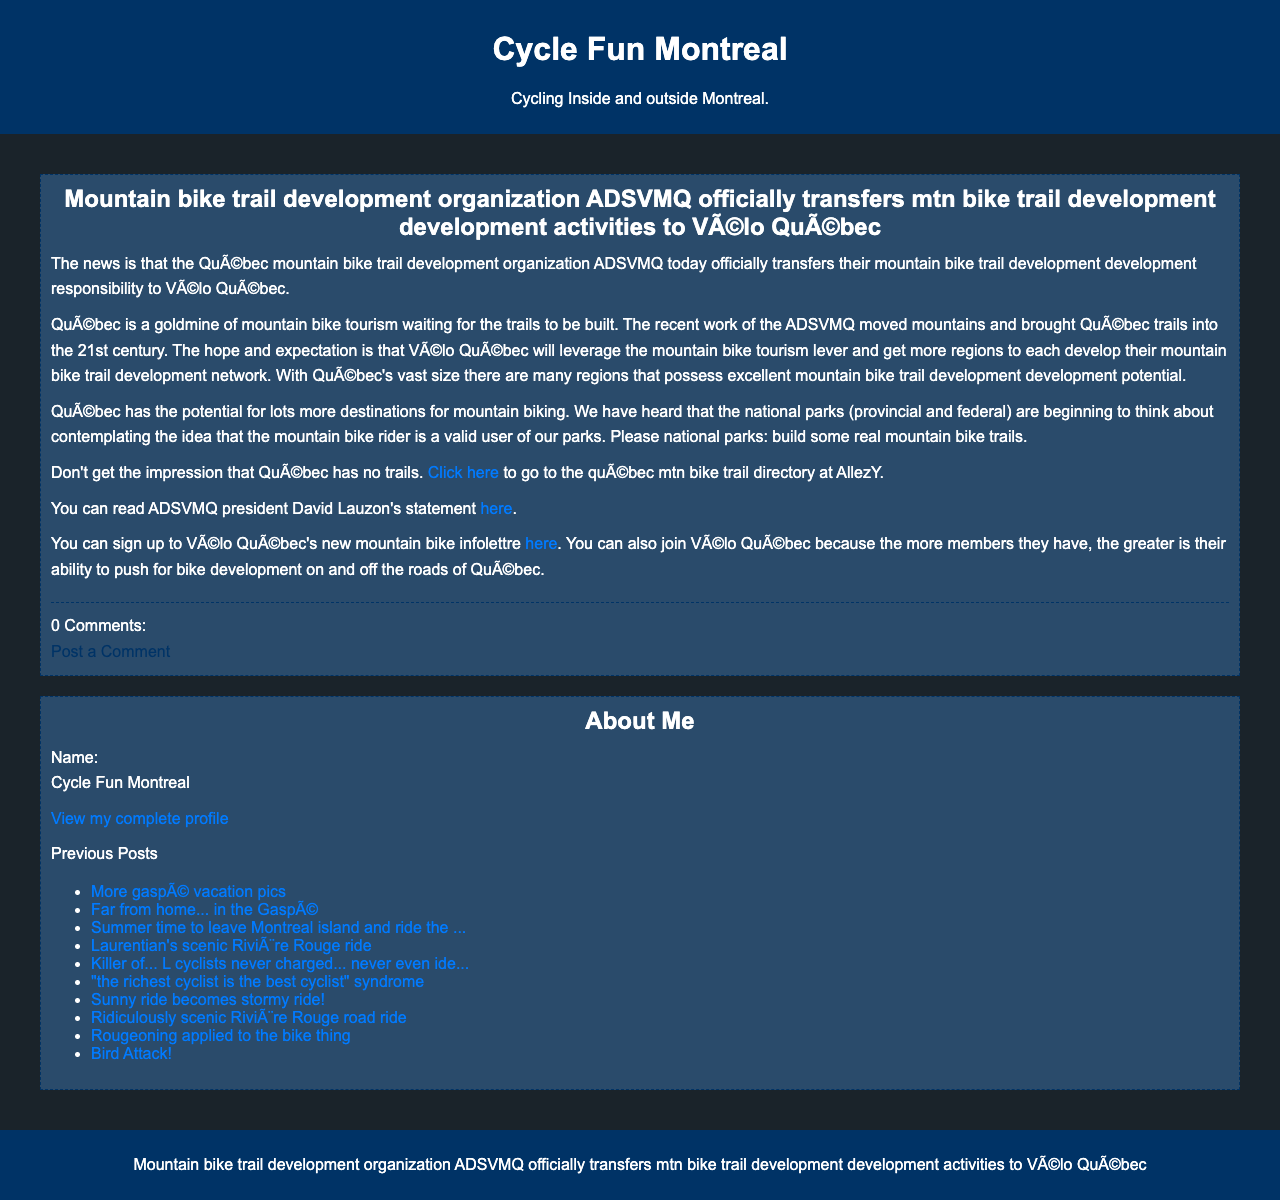 Cycle Fun Montreal
Cycling Inside and outside Montreal.
Mountain bike trail development organization ADSVMQ officially transfers mtn bike trail development
development activities to VÃ©lo QuÃ©bec
The news is that the QuÃ©bec mountain bike trail development organization ADSVMQ today officially transfers their mountain bike trail development development
responsibility to VÃ©lo QuÃ©bec.
QuÃ©bec is a goldmine of mountain bike tourism waiting for the trails to be built. The recent work of the ADSVMQ moved mountains and brought QuÃ©bec trails into
the 21st century. The hope and expectation is that VÃ©lo QuÃ©bec will leverage the mountain bike tourism lever and get more regions to each develop their mountain
bike trail development network. With QuÃ©bec's vast size there are many regions that possess excellent mountain bike trail development development potential.
QuÃ©bec has the potential for lots more destinations for mountain biking. We have heard that the national parks (provincial and federal) are beginning to think about
contemplating the idea that the mountain bike rider is a valid user of our parks. Please national parks: build some real mountain bike trails.
Don't get the impression that QuÃ©bec has no trails. Click here to go to the quÃ©bec mtn bike trail directory at AllezY.
You can read ADSVMQ president David Lauzon's statement here.
You can sign up to VÃ©lo QuÃ©bec's new mountain bike infolettre here. You can also join VÃ©lo QuÃ©bec because the more members they have, the greater is their
ability to push for bike development on and off the roads of QuÃ©bec.
0 Comments:
Post a Comment
About Me
Name:
Cycle Fun Montreal
View my complete profile
Previous Posts
More gaspÃ© vacation pics
Far from home... in the GaspÃ©
Summer time to leave Montreal island and ride the ...
Laurentian's scenic RiviÃ¨re Rouge ride
Killer of... L cyclists never charged... never even ide...
"the richest cyclist is the best cyclist" syndrome
Sunny ride becomes stormy ride!
Ridiculously scenic RiviÃ¨re Rouge road ride
Rougeoning applied to the bike thing
Bird Attack!
Mountain bike trail development organization ADSVMQ officially transfers mtn bike trail development development activities to VÃ©lo QuÃ©bec